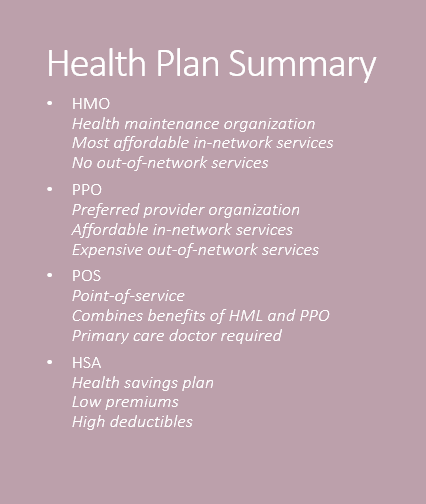 Health Plan Summary
• HMO
Health maintenance organization
Most affordable in-network services
No out-of-network services
• PPO
Preferred provider organization
Affordable in-network services
Expensive out-of-network services
• POS
Point-of-service
Combines benefits of HML and PPO
Primary care doctor required
• HSA
Health savings plan
Low premiums
High deductibles